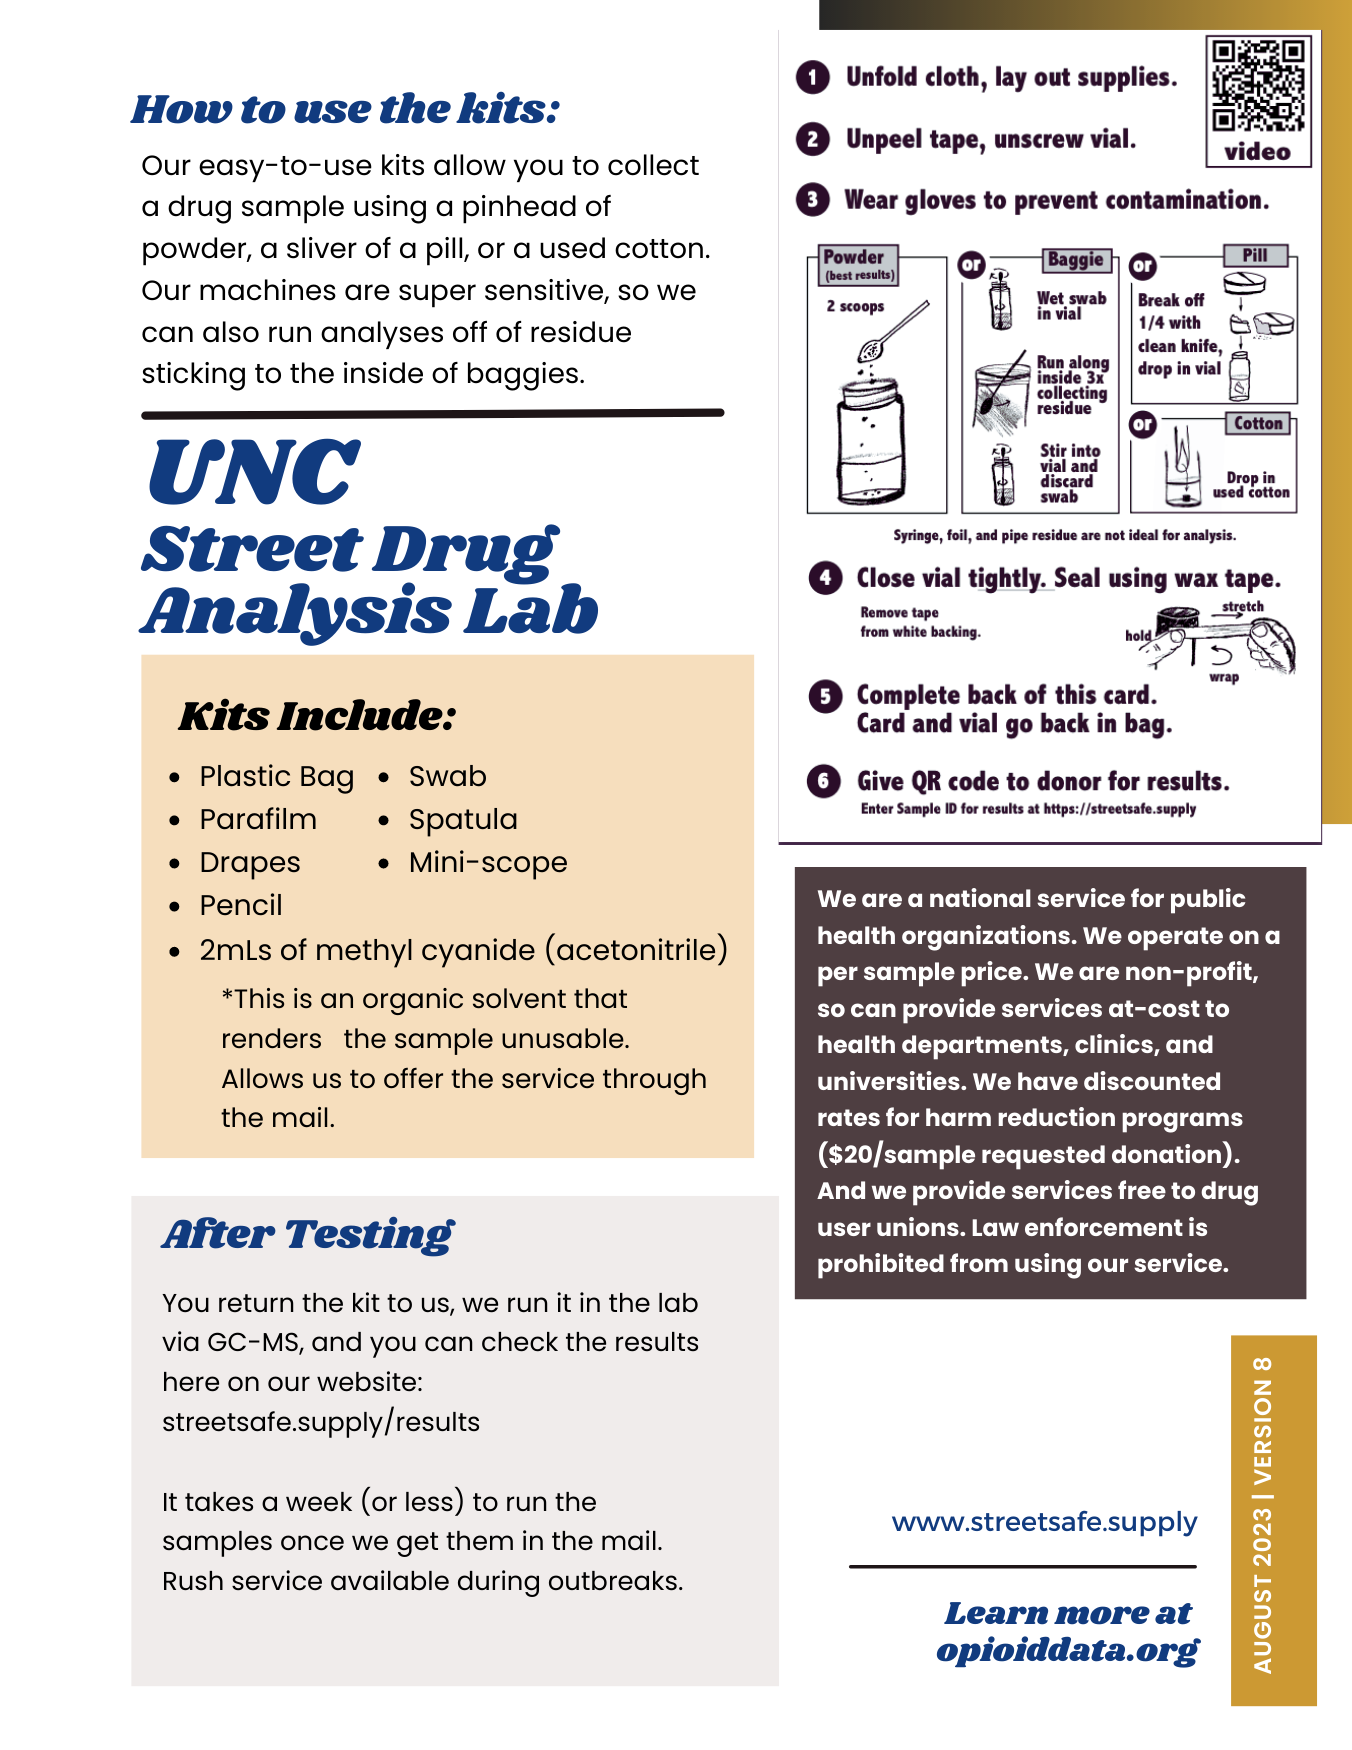 How to use the kits:
Our easy-to-use kits allow you to collect
a drug sample using a pinhead of
powder, a sliver of a pill, or a used cotton.
Our machines are super sensitive, so we
can also run analyses off of residue
sticking to the inside of baggies.
UNC
Street Drug
Analysis Lab
Kits Include:
• Plastic Bag
• Parafilm
• Drapes
• Pencil
• Swab
• Spatula
• Mini-scope
• 2mLs of methyl cyanide (acetonitrile)
*This is an organic solvent that
renders the sample unusable.
Allows us to offer the service through
the mail.
After Testing
You return the kit to us, we run it in the lab
via GC-MS, and you can check the results
here on our website:
streetsafe.supply/results
It takes a week (or less) to run the
samples once we get them in the mail.
Rush service available during outbreaks.
1 Unfold cloth, lay out supplies.
2 Unpeel tape, unscrew vial.
video
3 Wear gloves to prevent contamination.
Powder
(best results)
2 scoops
or
Baggie
Wet swab
in vial
Run along
inside 3x
collecting
residue
Stir into
vial and
discard
swab
or
Pill
Break off
1/4 with
clean knife,
drop in vial
or
Cotton
Drop in
used cotton
Syringe, foil, and pipe residue are not ideal for analysis.
4 Close vial tightly. Seal using wax tape.
Remove tape
from white backing.
stretch
hold
wrap
5 Complete back of this card.
Card and vial go back in bag.
6 Give QR code to donor for results.
Enter Sample ID for results at https://streetsafe.supply
We are a national service for public
health organizations. We operate on a
per sample price. We are non-profit,
so can provide services at-cost to
health departments, clinics, and
universities. We have discounted
rates for harm reduction programs
($20/sample requested donation).
And we provide services free to drug
user unions. Law enforcement is
prohibited from using our service.
www.streetsafe.supply
Learn more at
opioiddata.org
AUGUST 2023 | VERSION 8